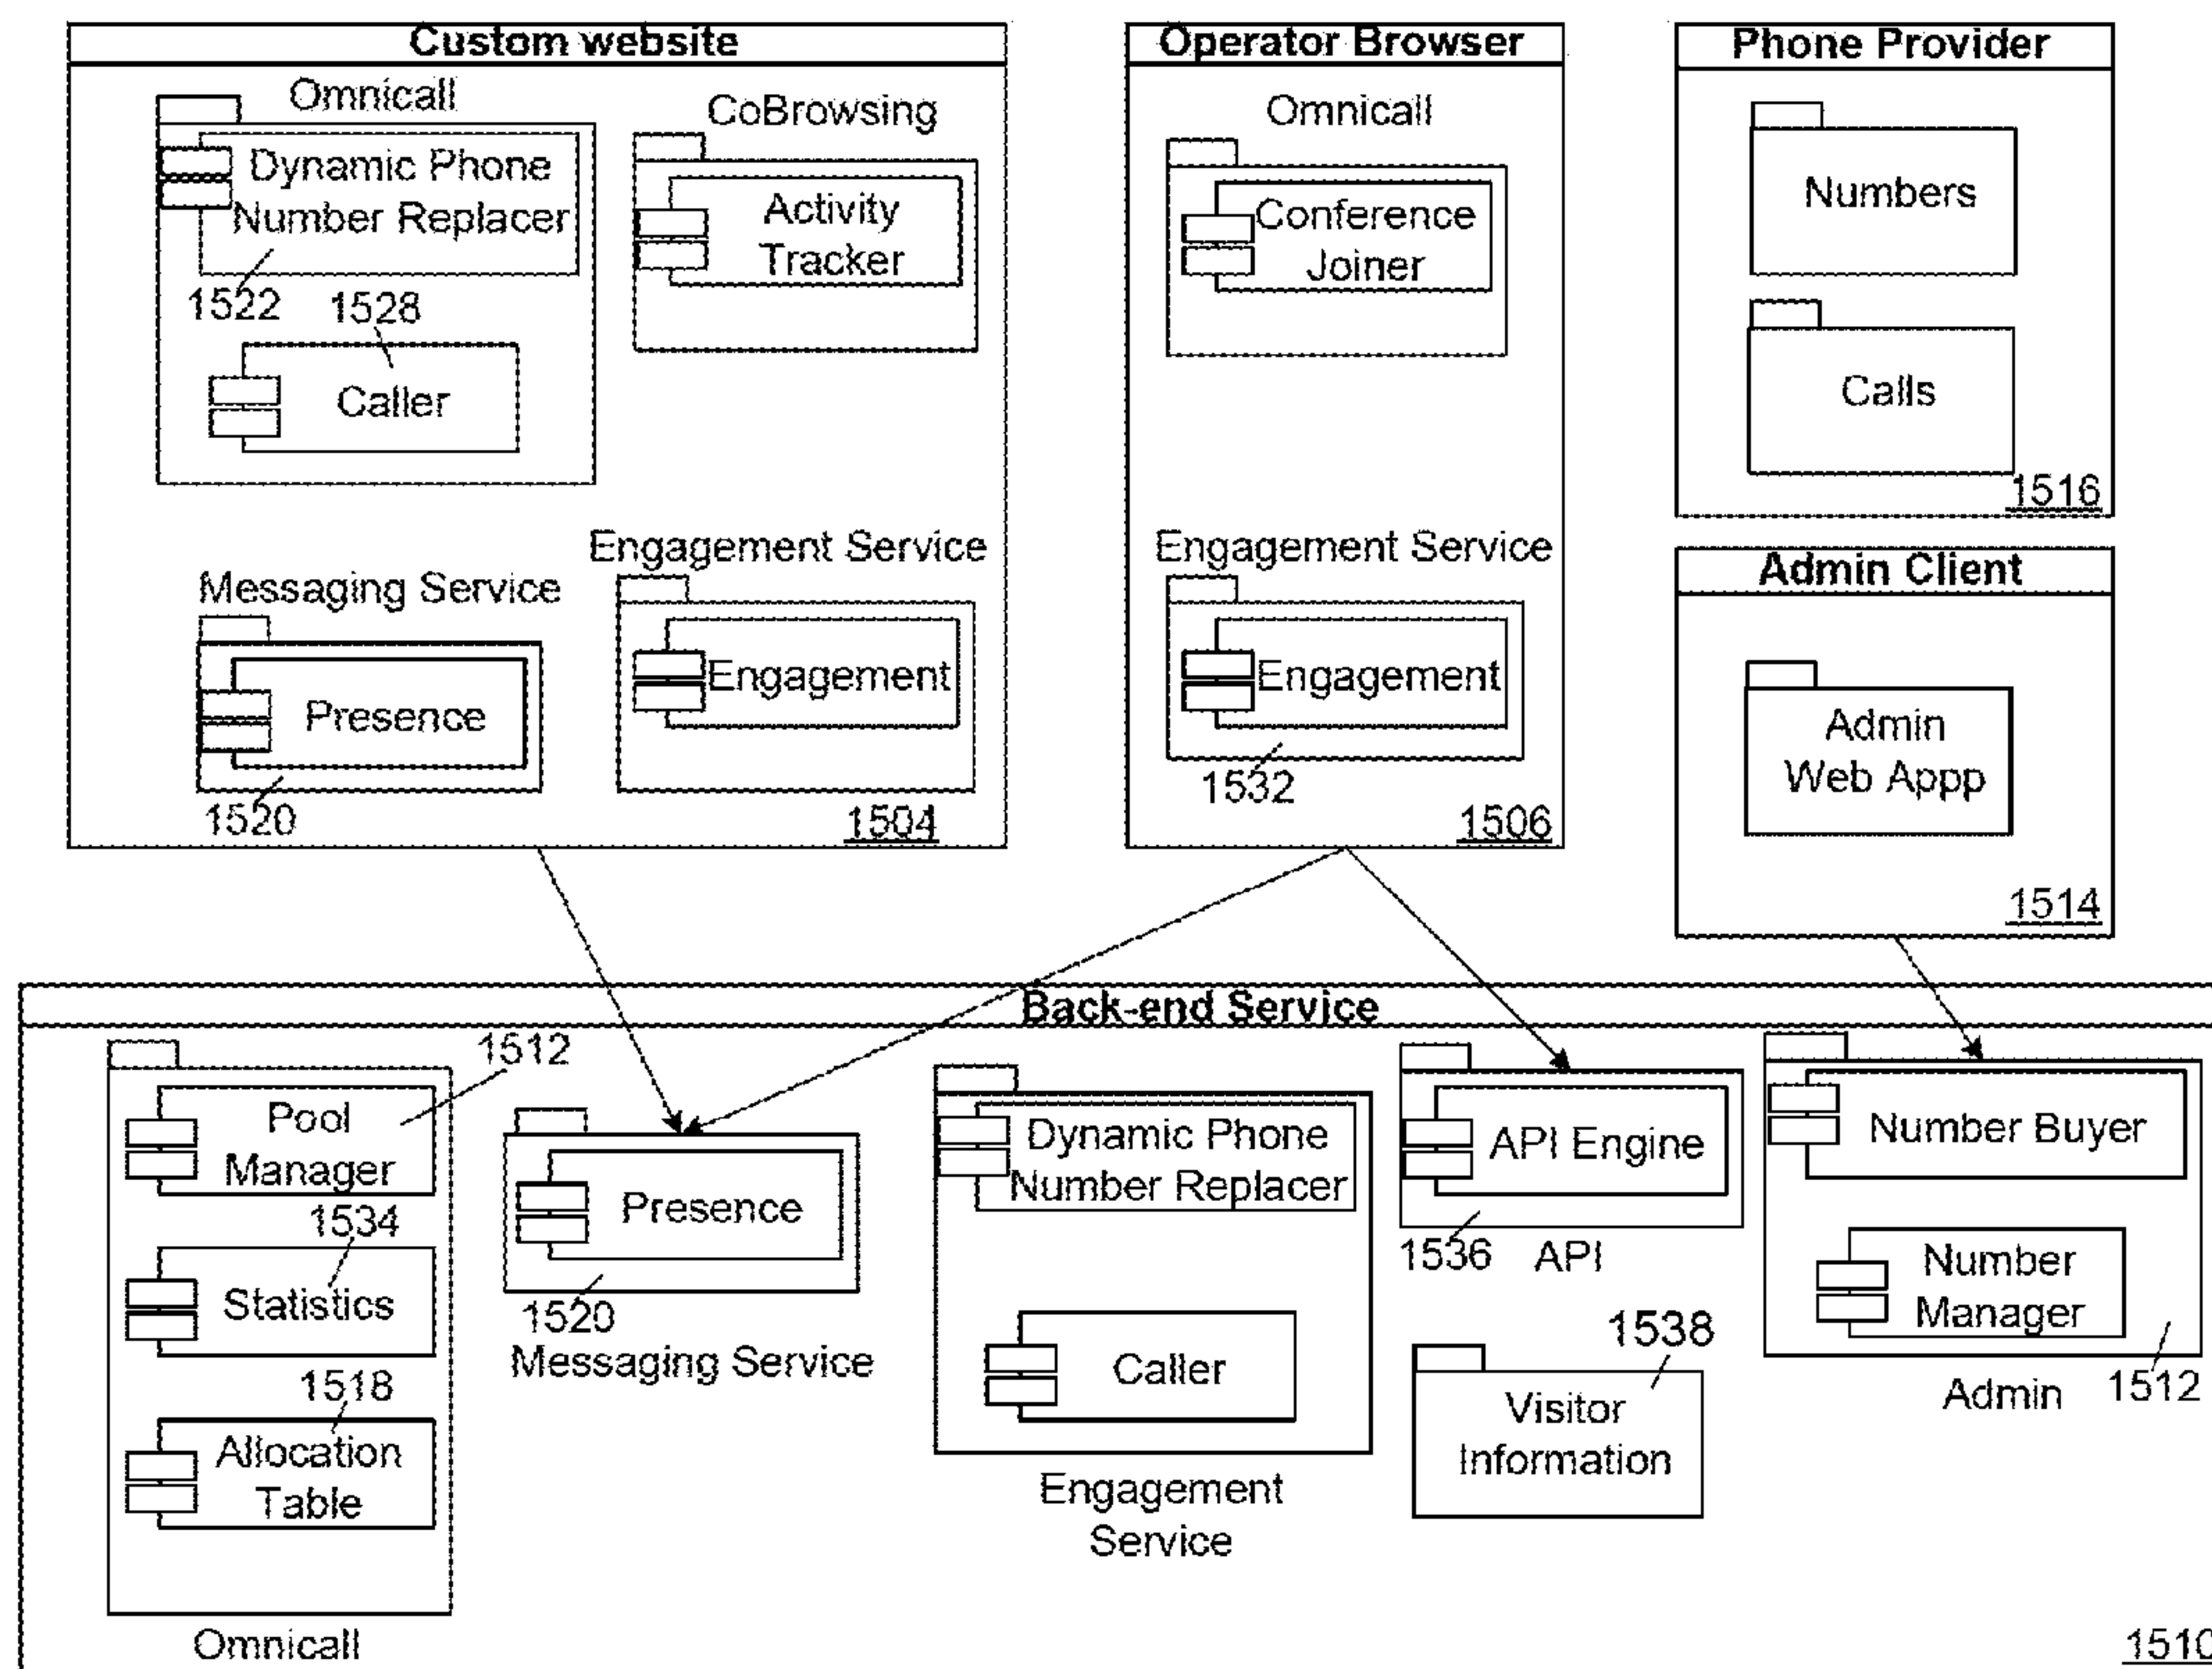 Custom website
Omnicall
Dynamic Phone
Number Replacer
1522
1528
Caller
CoBrowsing
Activity
Tracker
Messaging Service
Presence
1520
Engagement Service
Engagement
1504
Operator Browser
Omnicall
Conference
Joiner
Engagement Service
Engagement
1532
1506
Phone Provider
Numbers
Calls
1516
Admin Client
Admin
Web Appp
1514
Back-end Service
1512
Pool
Manager
1534
Statistics
1518
Allocation
Table
Omnicall
Presence
1520
Messaging Service
Dynamic Phone
Number Replacer
Caller
Engagement
Service
API Engine
1536
API
1538
Visitor
Information
Number Buyer
Number
Manager
Admin
1512
1510